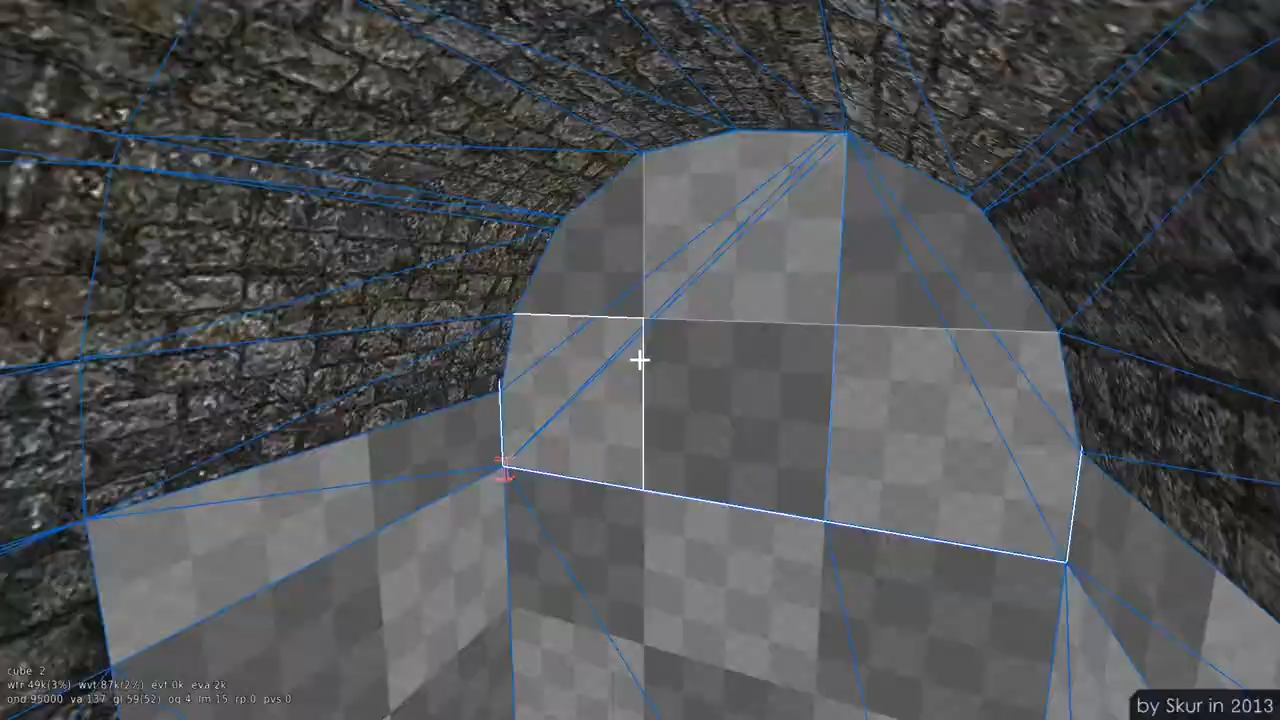 cube 2
wtr 49k(3%) wvt 87k(2%) evt 0k eva 2k
ond 95000 va 137 gl 59(52) oq 4 lm 15 rp 0 pvs 0
by Skur in 2013